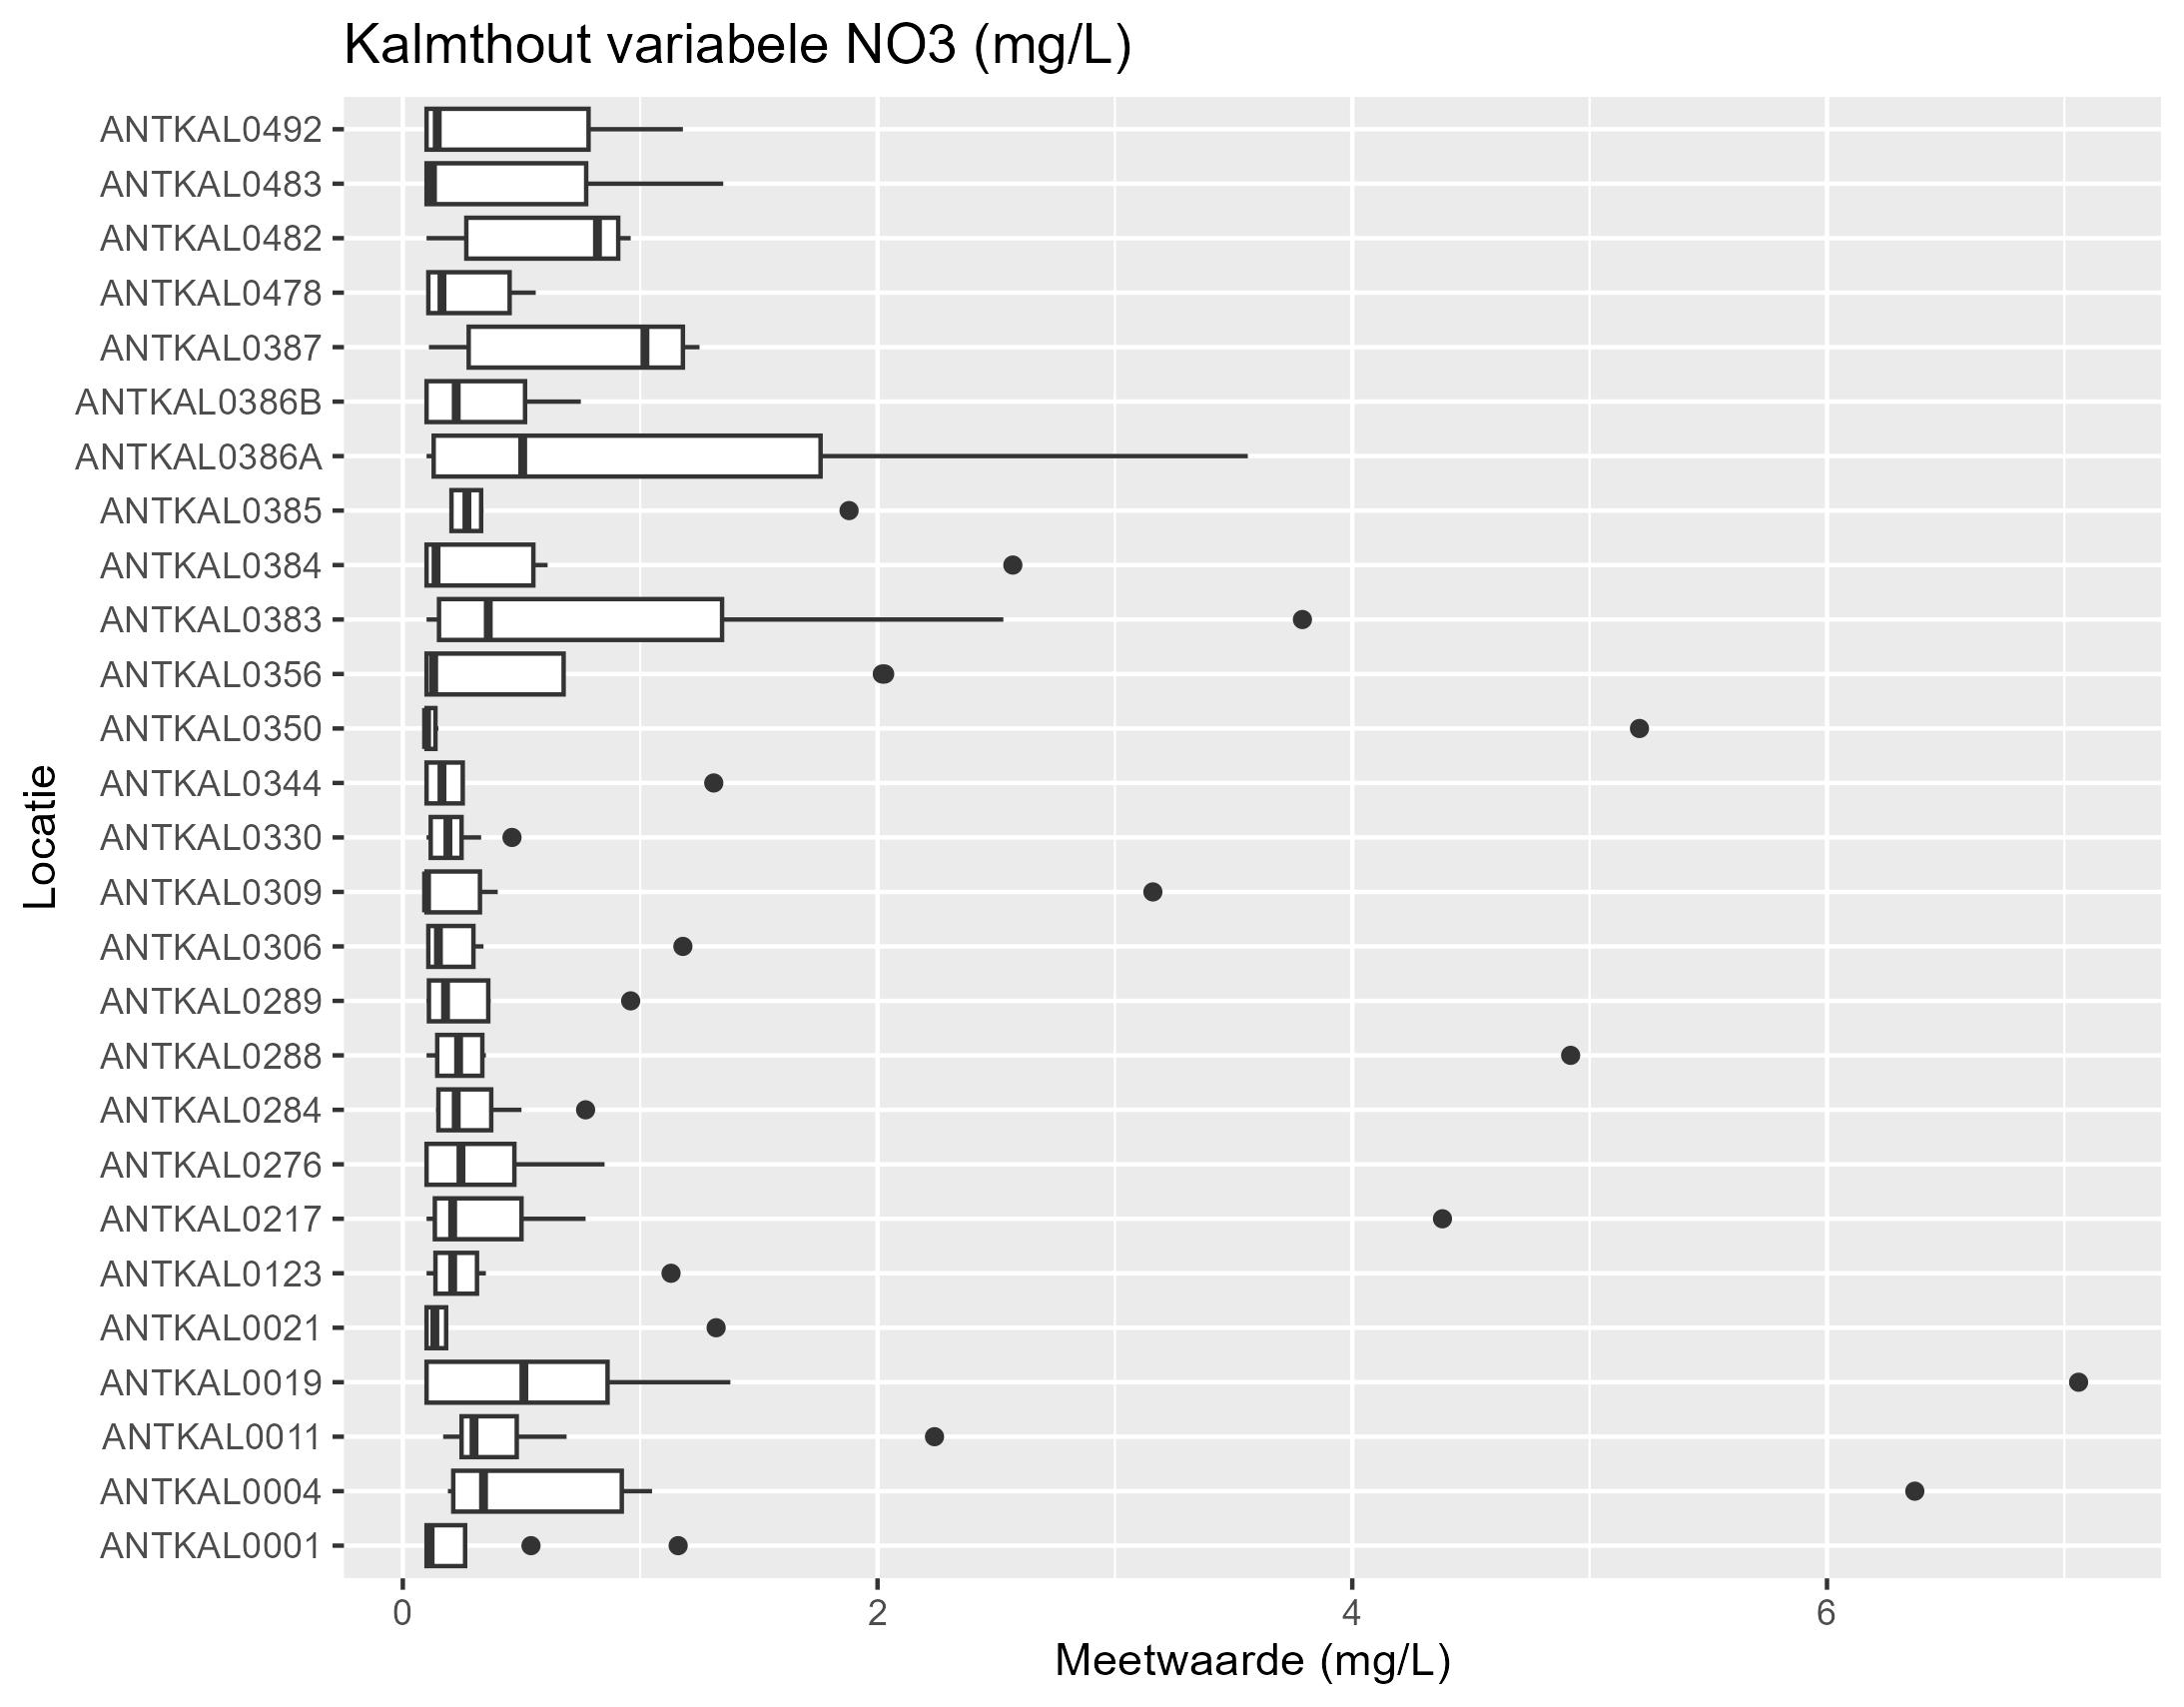 Kalmthout variabele NO3 (mg/L)
ANTKAL0492
ANTKAL0483
ANTKAL0482
ANTKAL0478
ANTKAL0387
ANTKAL0386B
ANTKAL0386A
ANTKAL0385
ANTKAL0384
ANTKAL0383
ANTKAL0356
ANTKAL0350
ANTKAL0344
ANTKAL0330
ANTKAL0309
ANTKAL0306
ANTKAL0289
ANTKAL0288
ANTKAL0284
ANTKAL0276
ANTKAL0217
ANTKAL0123
ANTKAL0021
ANTKAL0019
ANTKAL0011
ANTKAL0004
ANTKAL0001
Locatie
0 2 4 6
Meetwaarde (mg/L)